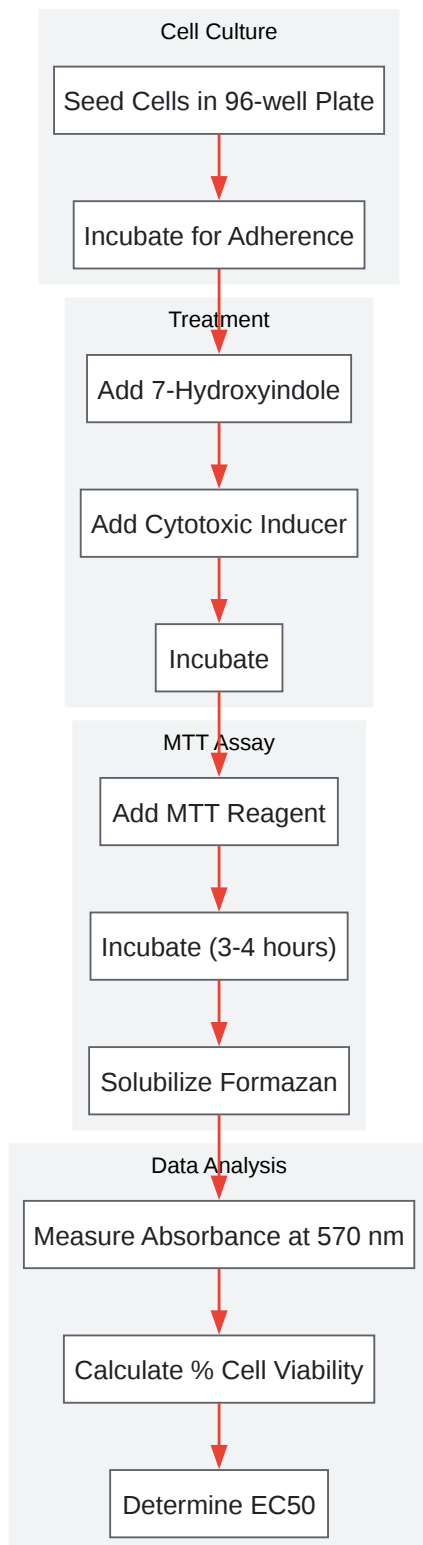 Cell Culture
Seed Cells in 96-well Plate
Incubate for Adherence
Treatment
Add 7-Hydroxyindole
Add Cytotoxic Inducer
Incubate
MTT Assay
Add MTT Reagent
Incubate (3-4 hours)
Solubilize Formazan
Data Analysis
Measure Absorbance at 570 nm
Calculate % Cell Viability
Determine EC50